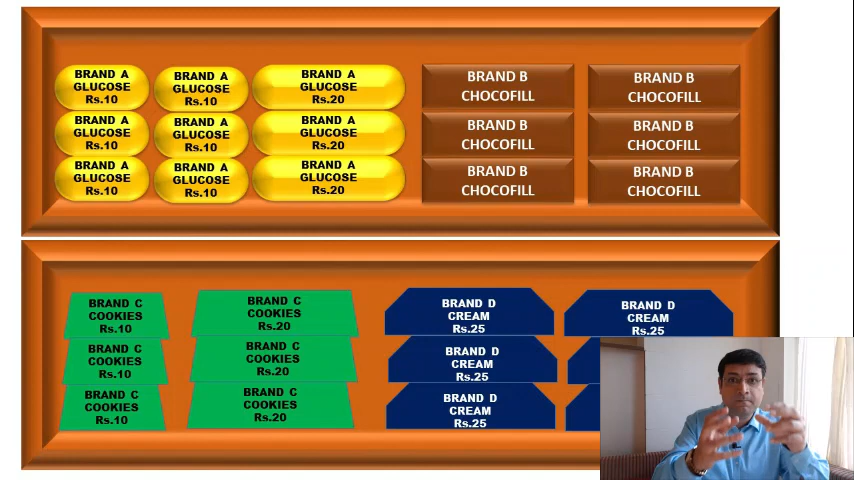 BRAND A
GLUCOSE
Rs.10
BRAND A
GLUCOSE
Rs.10
BRAND A
GLUCOSE
Rs.20
BRAND B
CHOCOFILL
BRAND B
CHOCOFILL
BRAND A
GLUCOSE
Rs.10
BRAND A
GLUCOSE
Rs.10
BRAND A
GLUCOSE
Rs.20
BRAND B
CHOCOFILL
BRAND B
CHOCOFILL
BRAND A
GLUCOSE
Rs.10
BRAND A
GLUCOSE
Rs.10
BRAND A
GLUCOSE
Rs.20
BRAND B
CHOCOFILL
BRAND B
CHOCOFILL
BRAND C
COOKIES
Rs.10
BRAND C
COOKIES
Rs.20
BRAND D
CREAM
Rs.25
BRAND D
CREAM
Rs.25
BRAND C
COOKIES
Rs.10
BRAND C
COOKIES
Rs.20
BRAND D
CREAM
Rs.25
BRAND C
COOKIES
Rs.10
BRAND C
COOKIES
Rs.20
BRAND D
CREAM
Rs.25